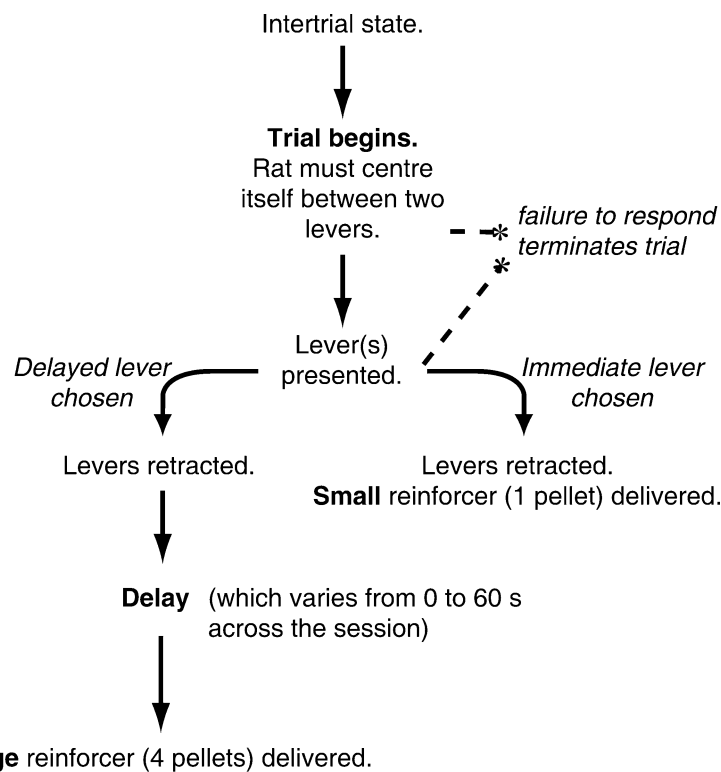 Intertrial state.
Trial begins.
Rat must centre
itself between two
levers.
* failure to respond
* terminates trial
Lever(s)
presented.
Delayed lever
chosen
Immediate lever
chosen
Levers retracted.
Levers retracted.
Small reinforcer (1 pellet) delivered.
Delay (which varies from 0 to 60 s
across the session)
ge reinforcer (4 pellets) delivered.